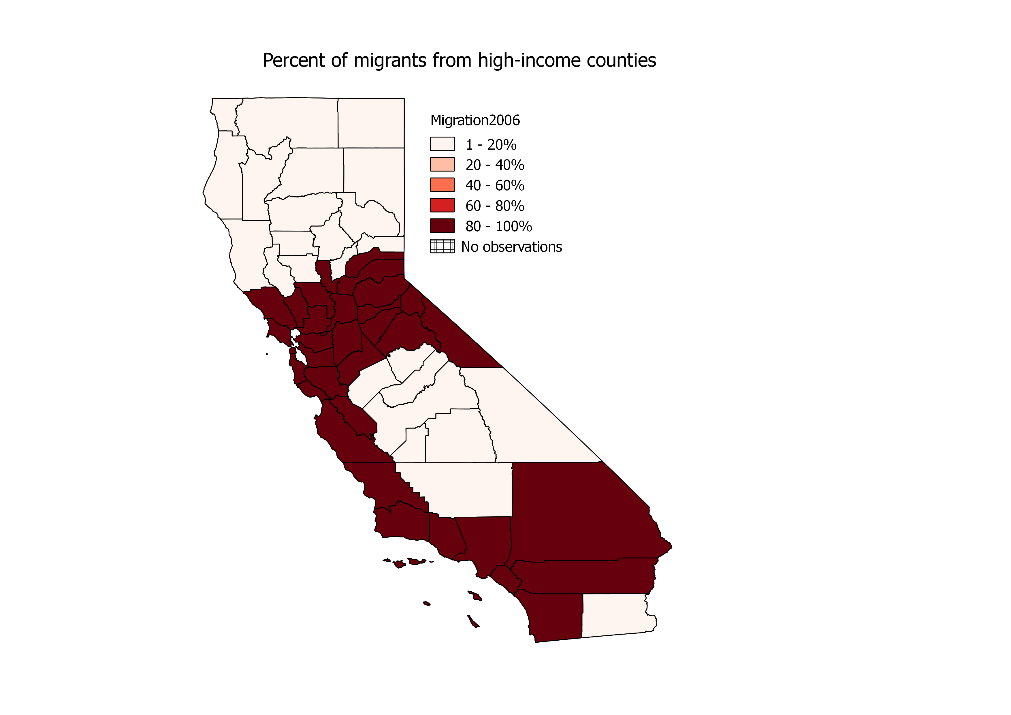 Percent of migrants from high-income counties
Migration2006
1 - 20%
20 - 40%
40 - 60%
60 - 80%
80 - 100%
No observations